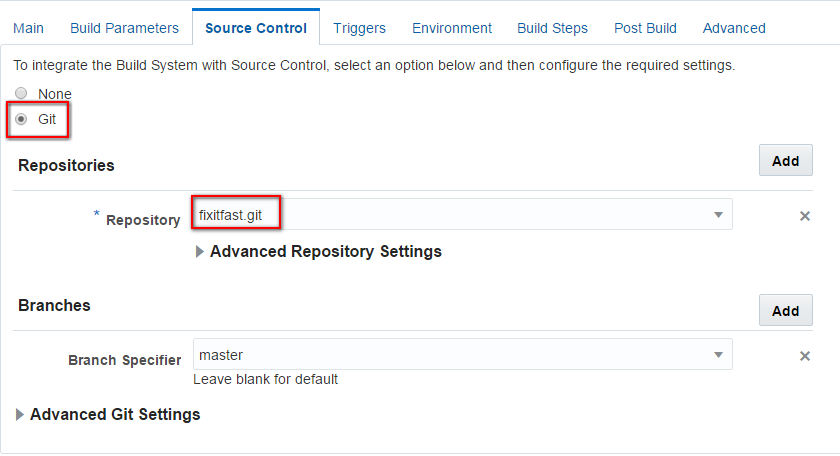 Main Build Parameters Source Control Triggers Environment Build Steps Post Build Advanced
To integrate the Build System with Source Control, select an option below and then configure the required settings.
None
Git
Repositories Add
* Repository fixitfast.git
Advanced Repository Settings
Branches Add
Branch Specifier master
Leave blank for default
Advanced Git Settings